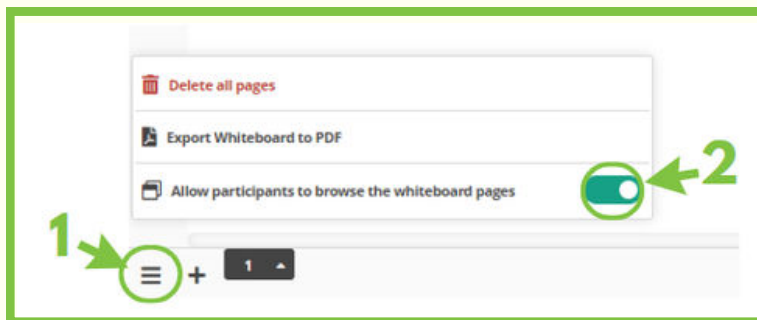 Delete all pages
Export Whiteboard to PDF
Allow participants to browse the whiteboard pages
2
1
1